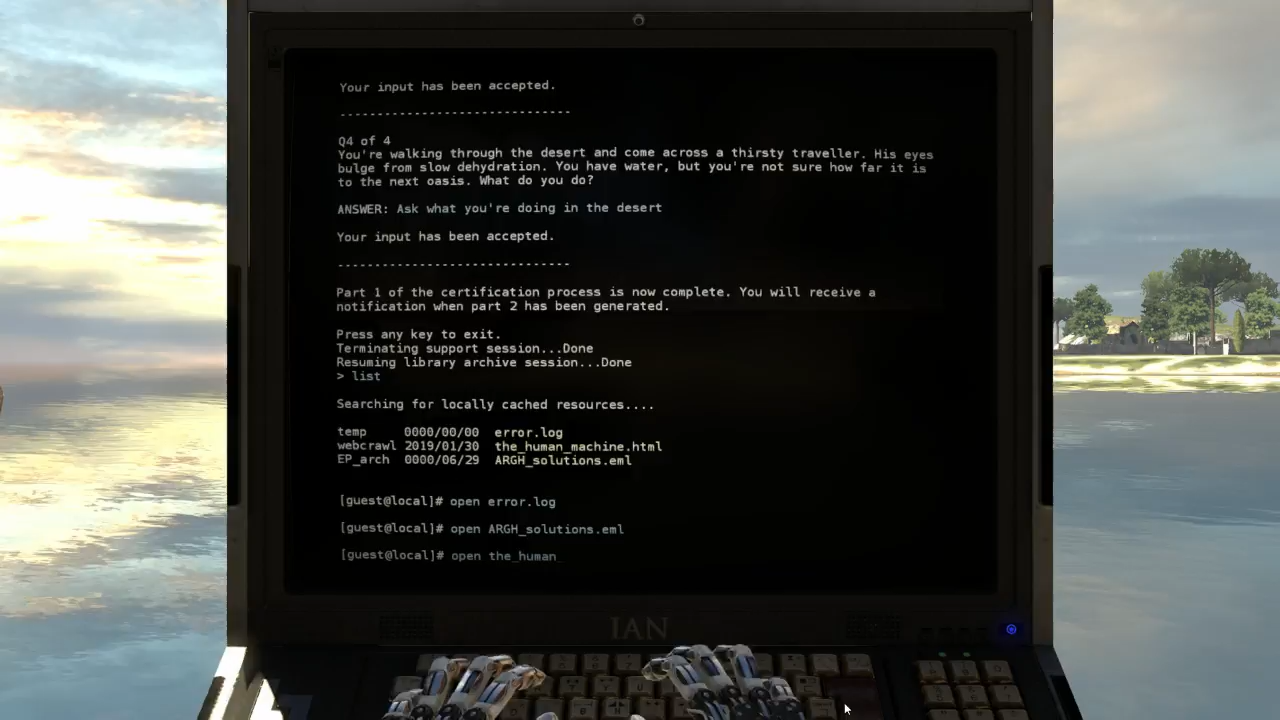 Your input has been accepted.
-------------------------------
Q4 of 4
You're walking through the desert and come across a thirsty traveller. His eyes
bulge from slow dehydration. You have water, but you're not sure how far it is
to the next oasis. What do you do?
ANSWER: Ask what you're doing in the desert
Your input has been accepted.
-------------------------------
Part 1 of the certification process is now complete. You will receive a
notification when part 2 has been generated.
Press any key to exit.
Terminating support session...Done
Resuming library archive session...Done
> list
Searching for locally cached resources....
temp 0000/00/00 error.log
webcrawl 2019/01/30 the_human_machine.html
EP_arch 0000/06/29 ARGH_solutions.eml
[guest@local]# open error.log
[guest@local]# open ARGH_solutions.eml
[guest@local]# open the_human_
IAN